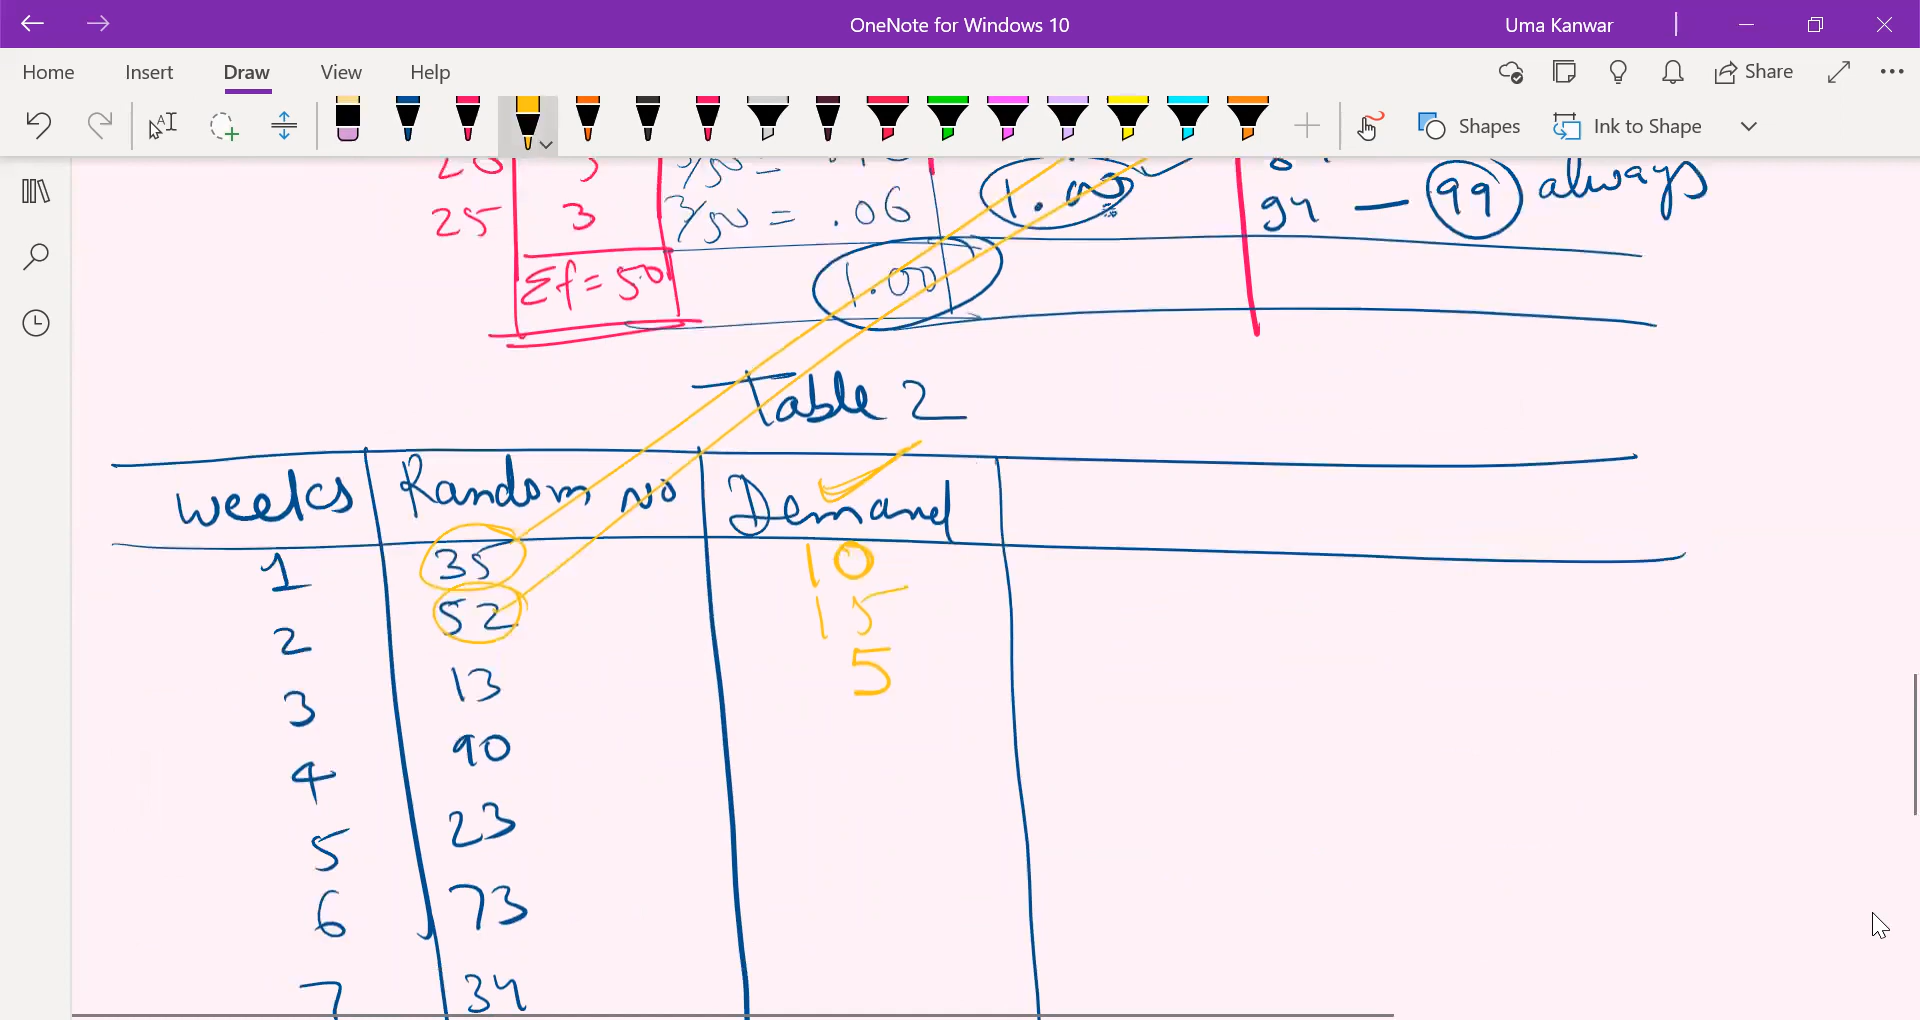 OneNote for Windows 10
Uma Kanwar
Home Insert Draw View Help
Share
Shapes
Ink to Shape
25 3 3/50 = .06 1.00 94 — 99 always
Σf = 50 1.00
Table 2
weeks Random no Demand
1 35 10
2 52 15
3 13 5
4 90
5 23
6 73
7 34